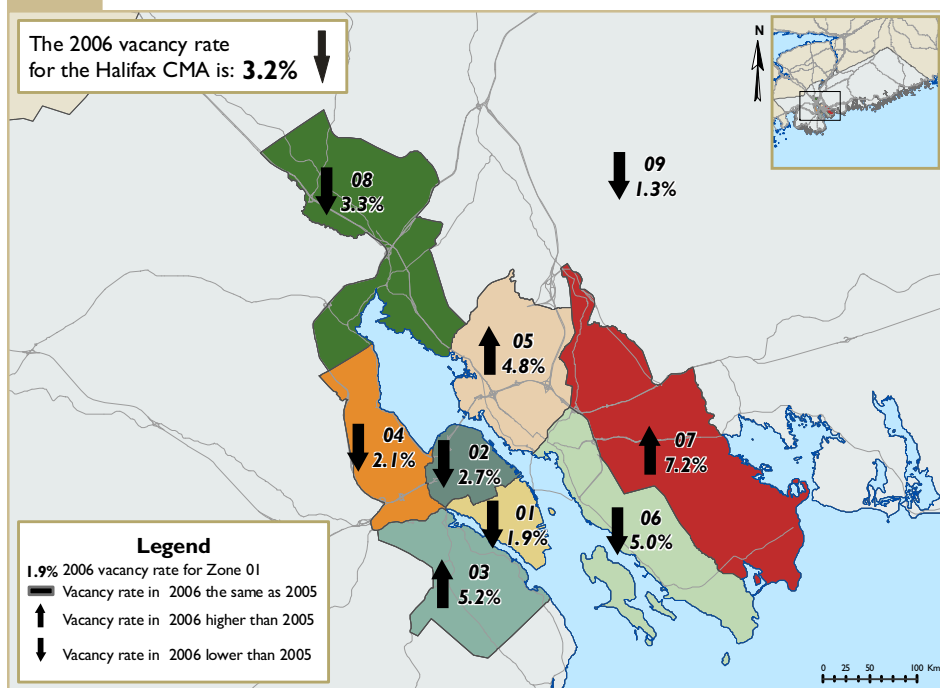 The 2006 vacancy rate
for the Halifax CMA is: 3.2%
N
09
1.3%
08
3.3%
05
4.8%
04
2.1%
02
2.7%
07
7.2%
01
1.9%
06
5.0%
03
5.2%
Legend
1.9% 2006 vacancy rate for Zone 01
Vacancy rate in 2006 the same as 2005
Vacancy rate in 2006 higher than 2005
Vacancy rate in 2006 lower than 2005
0 25 50 100 Km